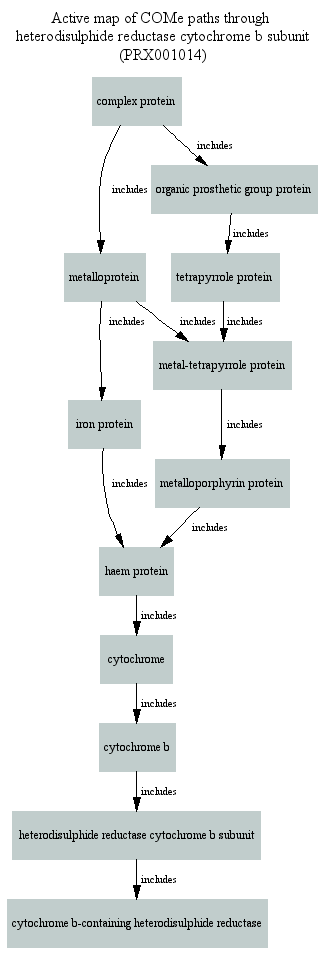 Active map of COMe paths through
heterodisulphide reductase cytochrome b subunit
(PRX001014)
complex protein
includes
includes
organic prosthetic group protein
includes
metalloprotein
tetrapyrrole protein
includes
includes
includes
metal-tetrapyrrole protein
iron protein
includes
metalloporphyrin protein
includes
includes
haem protein
includes
cytochrome
includes
cytochrome b
includes
heterodisulphide reductase cytochrome b subunit
includes
cytochrome b-containing heterodisulphide reductase